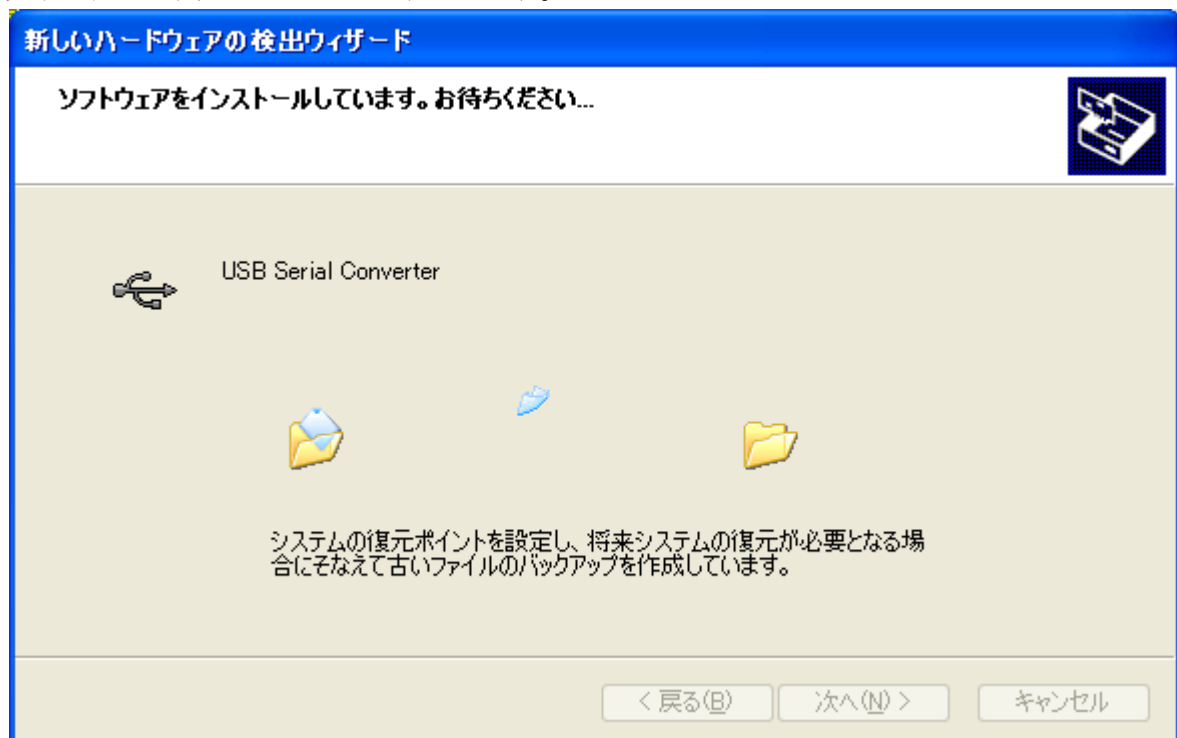 新しいハードウェアの検出ウィザード
ソフトウェアをインストールしています。お待ちください...
USB Serial Converter
システムの復元ポイントを設定し、将来システムの復元が必要となる場
合にそなえて古いファイルのバックアップを作成しています。
< 戻る(B) 次へ(N) > キャンセル